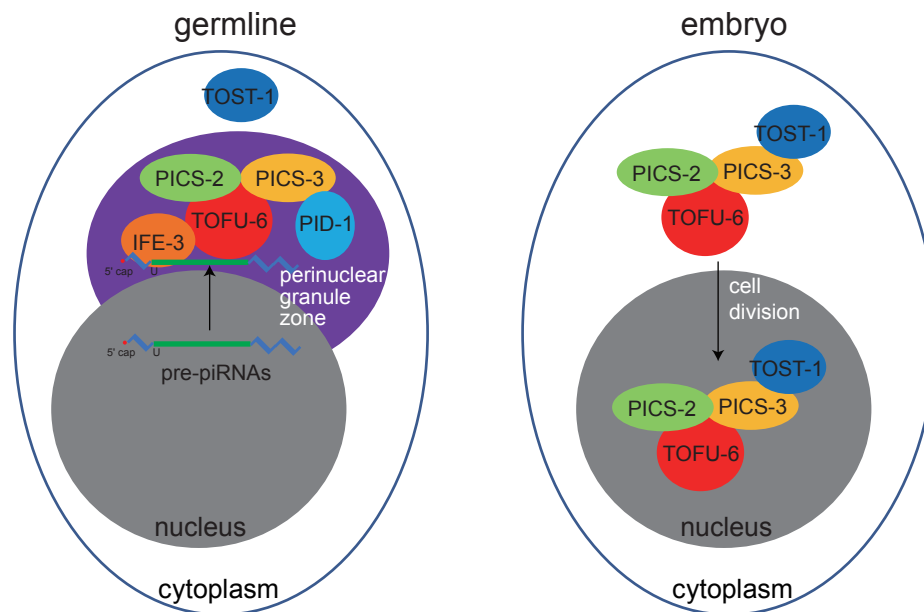 germline
TOST-1
PICS-2
PICS-3
TOFU-6
PID-1
IFE-3
5' cap
U
perinuclear
granule
zone
5' cap
U
pre-piRNAs
nucleus
cytoplasm
embryo
TOST-1
PICS-2
PICS-3
TOFU-6
cell
division
TOST-1
PICS-2
PICS-3
TOFU-6
nucleus
cytoplasm